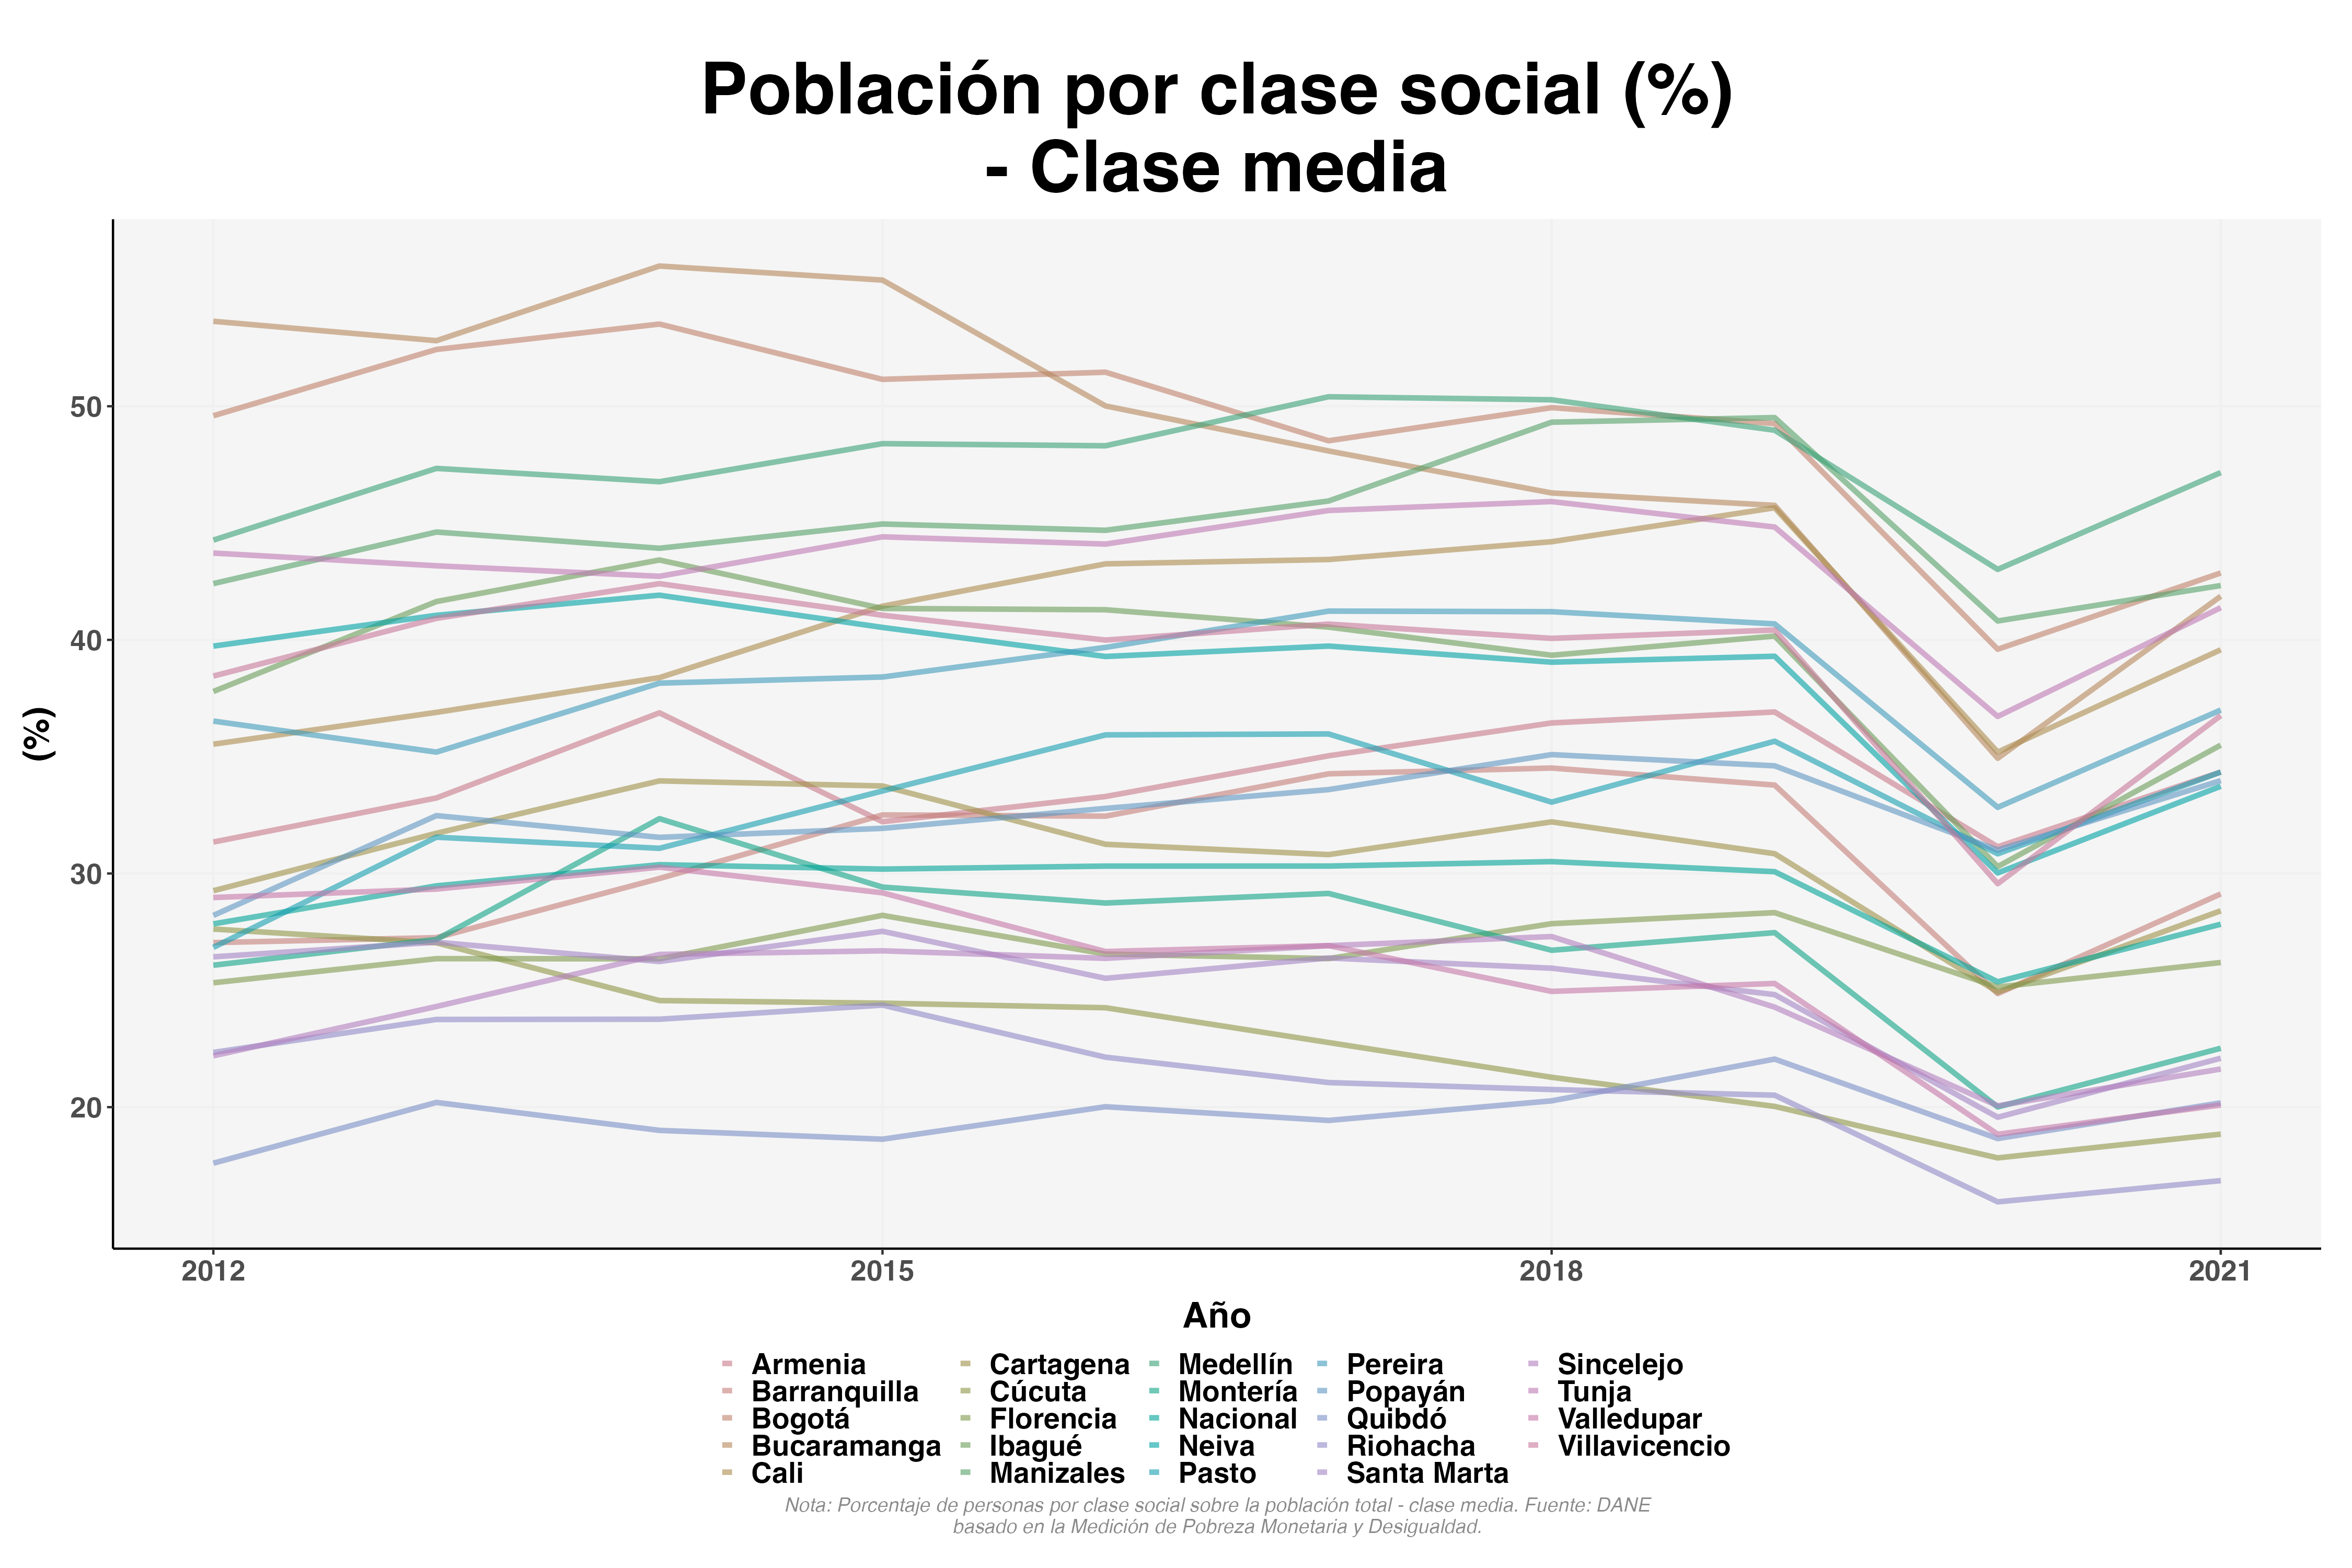 Población por clase social (%)
- Clase media
(%)
50
40
30
20
2012
2015
2018
2021
Año
Armenia
Barranquilla
Bogotá
Bucaramanga
Cali
Cartagena
Cúcuta
Florencia
Ibagué
Manizales
Medellín
Montería
Nacional
Neiva
Pasto
Pereira
Popayán
Quibdó
Riohacha
Santa Marta
Sincelejo
Tunja
Valledupar
Villavicencio
Nota: Porcentaje de personas por clase social sobre la población total - clase media. Fuente: DANE
basado en la Medición de Pobreza Monetaria y Desigualdad.